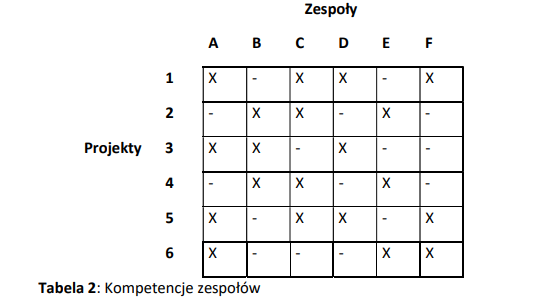 Zespoły
A B C D E F
1 X - X X - X
2 - X X - X -
Projekty 3 X X - X - -
4 - X X - X -
5 X - X X - X
6 X - - - X X
Tabela 2: Kompetencje zespołów